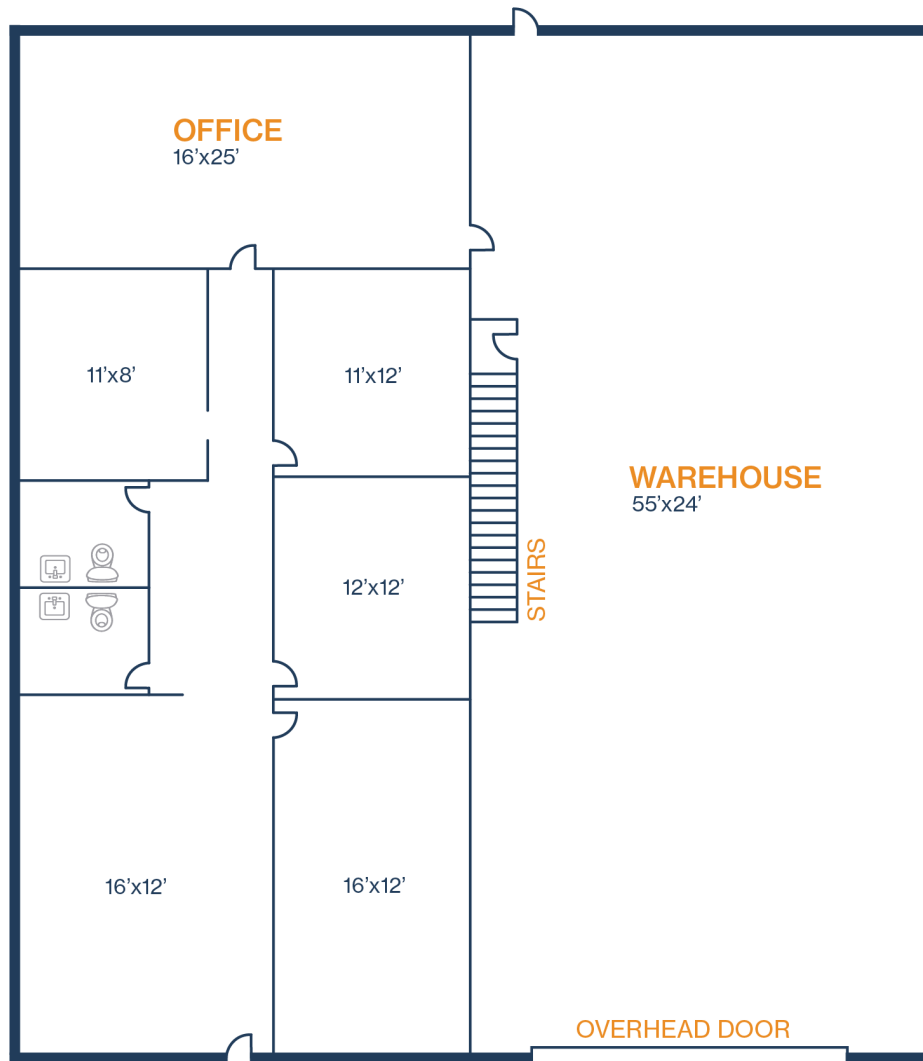 OFFICE
16'x25'
11'x8'
11'x12'
WAREHOUSE
55'x24'
STAIRS
12'x12'
16'x12'
16'x12'
OVERHEAD DOOR